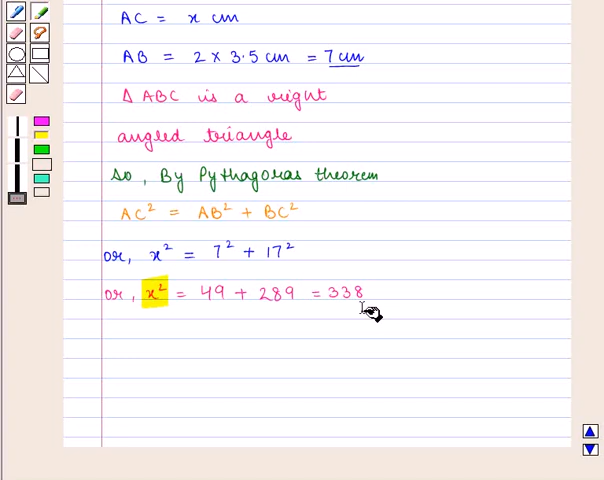 AC = x cm
AB = 2 × 3.5 cm = 7 cm
Δ ABC is a right
angled triangle
So, By Pythagoras theorem
AC² = AB² + BC²
or, x² = 7² + 17²
or, x² = 49 + 289 = 338